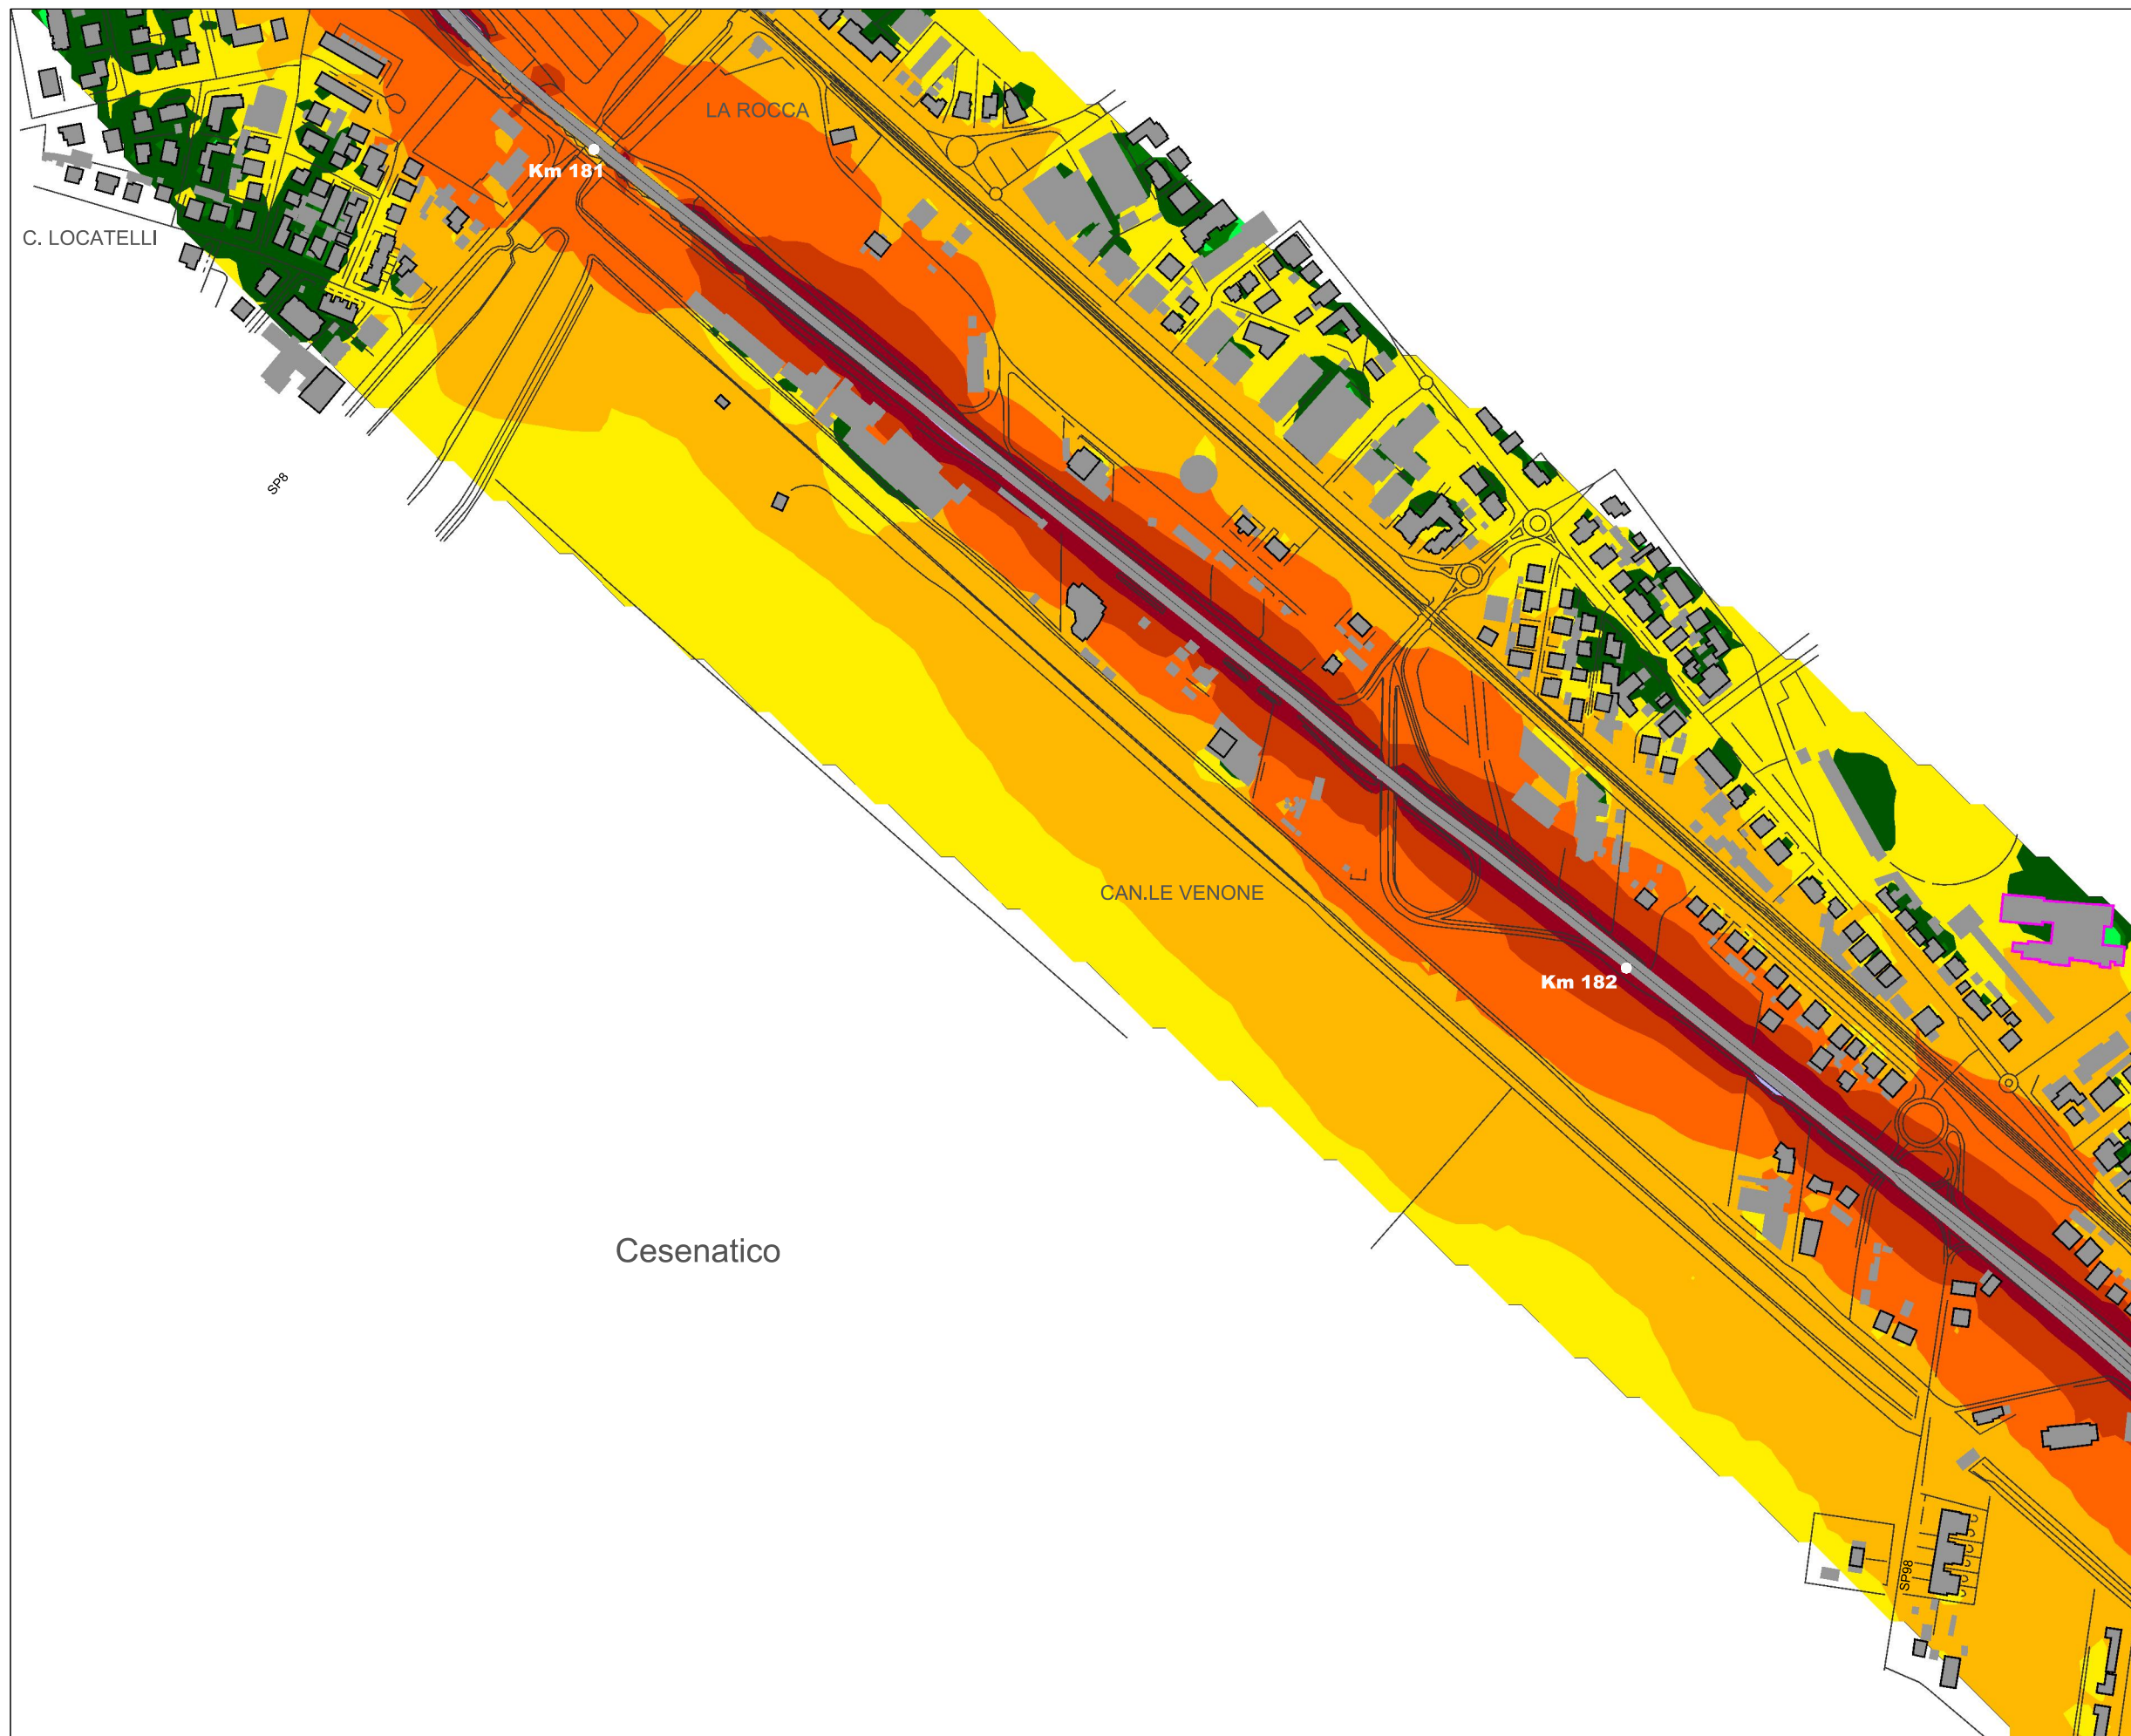 LA ROCCA
Km 181
C. LOCATELLI
SP8
CAN.LE VENONE
Km 182
Cesenatico
SP98